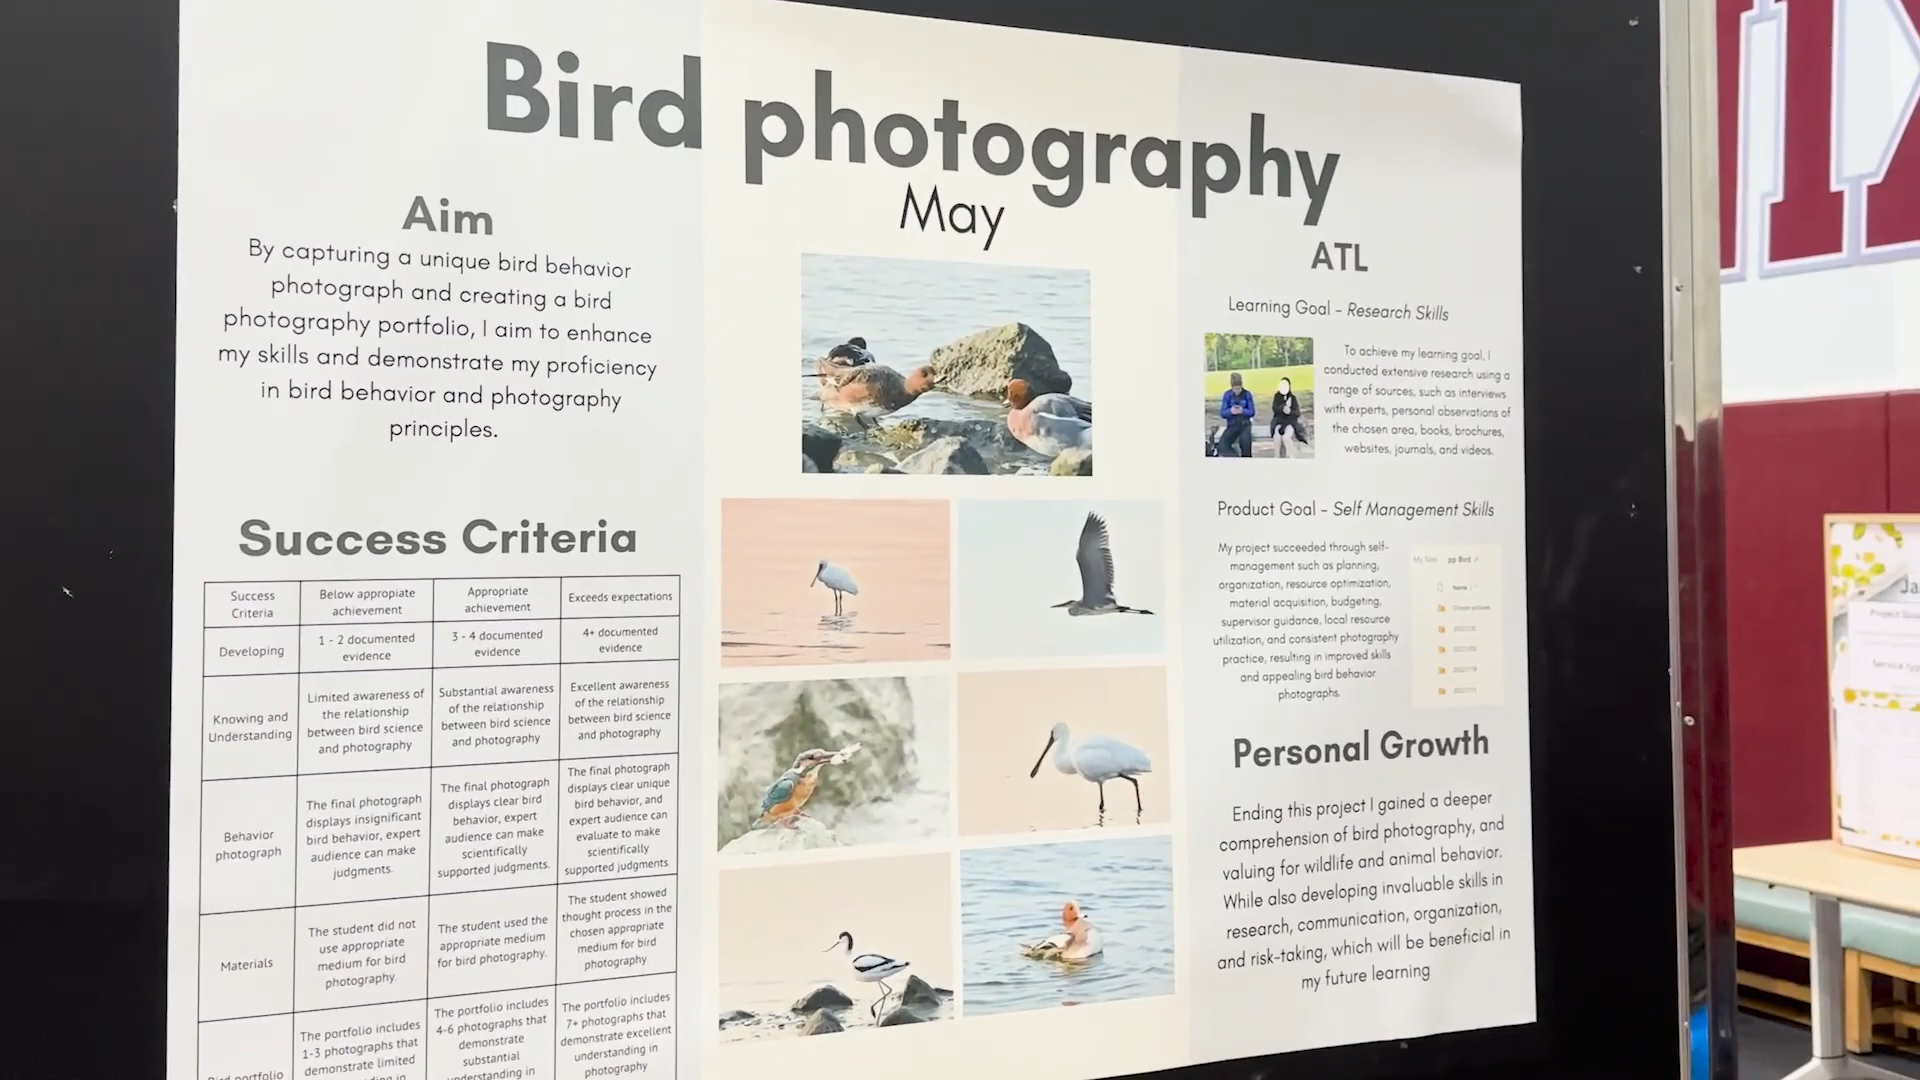 Bird photography
May
Aim
By capturing a unique bird behavior
photograph and creating a bird
photography portfolio, I aim to enhance
my skills and demonstrate my proficiency
in bird behavior and photography
principles.
Success Criteria
Success
Criteria
Below appropiate
achievement
Appropriate
achievement
Exceeds expectations
Developing
1 - 2 documented
evidence
3 - 4 documented
evidence
4+ documented
evidence
Knowing and
Understanding
Limited awareness of
the relationship
between bird science
and photography
Substantial awareness
of the relationship
between bird science
and photography
Excellent awareness
of the relationship
between bird science
and photography
Behavior
photograph
The final photograph
displays insignificant
bird behavior, expert
audience can make
judgments.
The final photograph
displays clear bird
behavior, expert
audience can make
scientifically
supported judgments.
The final photograph
displays clear unique
bird behavior, and
expert audience can
evaluate to make
scientifically
supported judgments.
Materials
The student did not
use appropriate
medium for bird
photography.
The student used the
appropriate medium
for bird photography.
The student showed
thought process in the
chosen appropriate
medium for bird
photography.
Bird portfolio
The portfolio includes
1-3 photographs that
demonstrate limited
The portfolio includes
4-6 photographs that
demonstrate
substantial
understanding in
The portfolio includes
7+ photographs that
demonstrate excellent
understanding in
photography
ATL
Learning Goal - Research Skills
To achieve my learning goal, I
conducted extensive research using a
range of sources, such as interviews
with experts, personal observations of
the chosen area, books, brochures,
websites, journals, and videos.
Product Goal - Self Management Skills
My project succeeded through self-
management such as planning,
organization, resource optimization,
material acquisition, budgeting,
supervisor guidance, local resource
utilization, and consistent photography
practice, resulting in improved skills
and appealing bird behavior
photographs.
pp Bird
Name
Personal Growth
Ending this project I gained a deeper
comprehension of bird photography, and
valuing for wildlife and animal behavior.
While also developing invaluable skills in
research, communication, organization,
and risk-taking, which will be beneficial in
my future learning